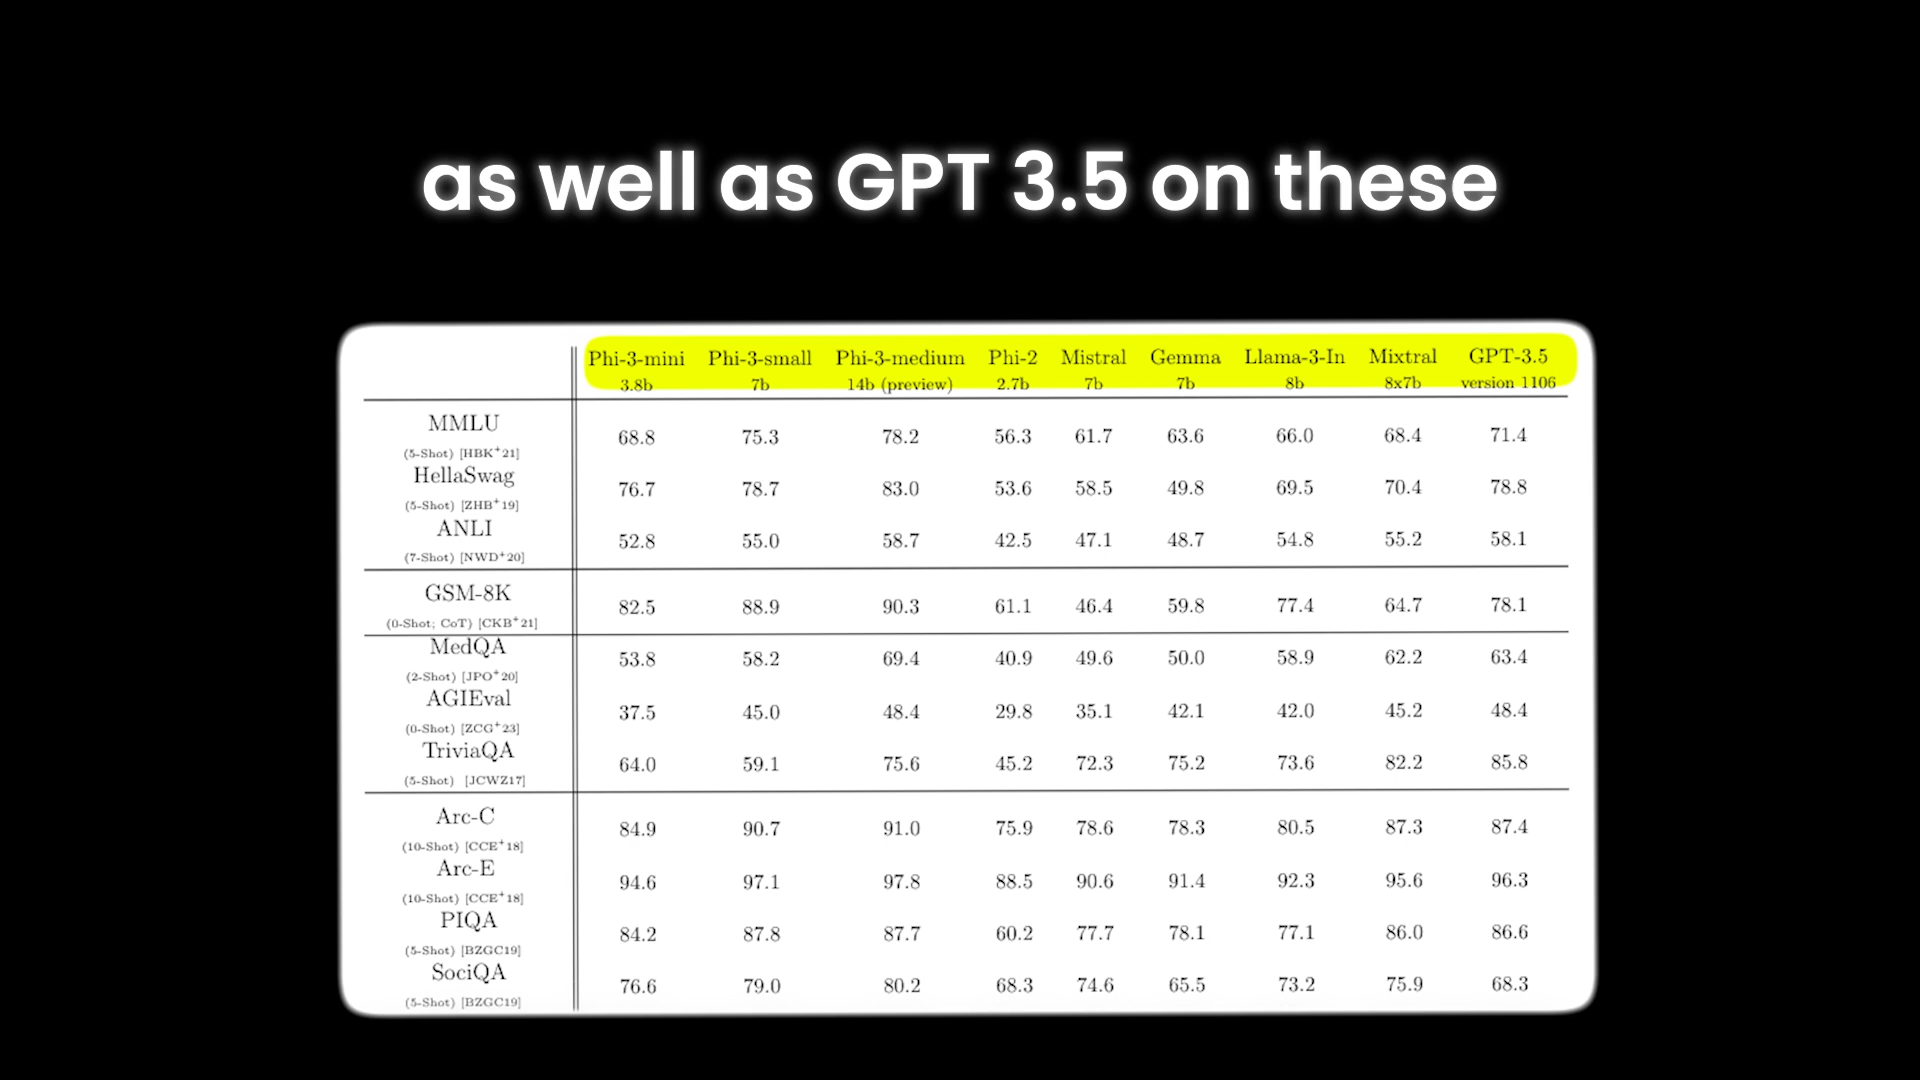 as well as GPT 3.5 on these
Phi-3-mini Phi-3-small Phi-3-medium Phi-2 Mistral Gemma Llama-3-In Mixtral GPT-3.5
3.8b 7b 14b (preview) 2.7b 7b 7b 8b 8x7b version 1106
MMLU 68.8 75.3 78.2 56.3 61.7 63.6 66.0 68.4 71.4
(5-Shot) [HBK+21]
HellaSwag 76.7 78.7 83.0 53.6 58.5 49.8 69.5 70.4 78.8
(5-Shot) [ZHB+19]
ANLI 52.8 55.0 58.7 42.5 47.1 48.7 54.8 55.2 58.1
(7-Shot) [NWD+20]
GSM-8K 82.5 88.9 90.3 61.1 46.4 59.8 77.4 64.7 78.1
(0-Shot; CoT) [CKB+21]
MedQA 53.8 58.2 69.4 40.9 49.6 50.0 58.9 62.2 63.4
(2-Shot) [JPO+20]
AGIEval 37.5 45.0 48.4 29.8 35.1 42.1 42.0 45.2 48.4
(0-Shot) [ZCG+23]
TriviaQA 64.0 59.1 75.6 45.2 72.3 75.2 73.6 82.2 85.8
(5-Shot) [JCWZ17]
Arc-C 84.9 90.7 91.0 75.9 78.6 78.3 80.5 87.3 87.4
(10-Shot) [CCE+18]
Arc-E 94.6 97.1 97.8 88.5 90.6 91.4 92.3 95.6 96.3
(10-Shot) [CCE+18]
PIQA 84.2 87.8 87.7 60.2 77.7 78.1 77.1 86.0 86.6
(5-Shot) [BZGC19]
SociQA 76.6 79.0 80.2 68.3 74.6 65.5 73.2 75.9 68.3
(5-Shot) [BZGC19]